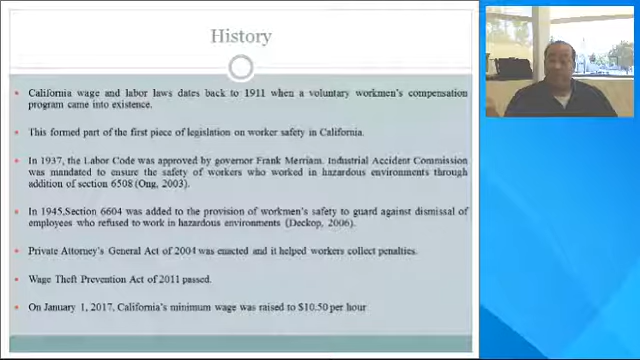 History
California wage and labor laws dates back to 1911 when a voluntary workmen's compensation
program came into existence.
This formed part of the first piece of legislation on worker safety in California.
In 1937, the Labor Code was approved by governor Frank Merriam. Industrial Accident Commission
was mandated to ensure the safety of workers who worked in hazardous environments through
addition of section 6508 (Ong, 2003).
In 1945,Section 6604 was added to the provision of workmen's safety to guard against dismissal of
employees who refused to work in hazardous environments (Deckop, 2006).
Private Attorney's General Act of 2004 was enacted and it helped workers collect penalties.
Wage Theft Prevention Act of 2011 passed.
On January 1, 2017, California's minimum wage was raised to $10.50 per hour